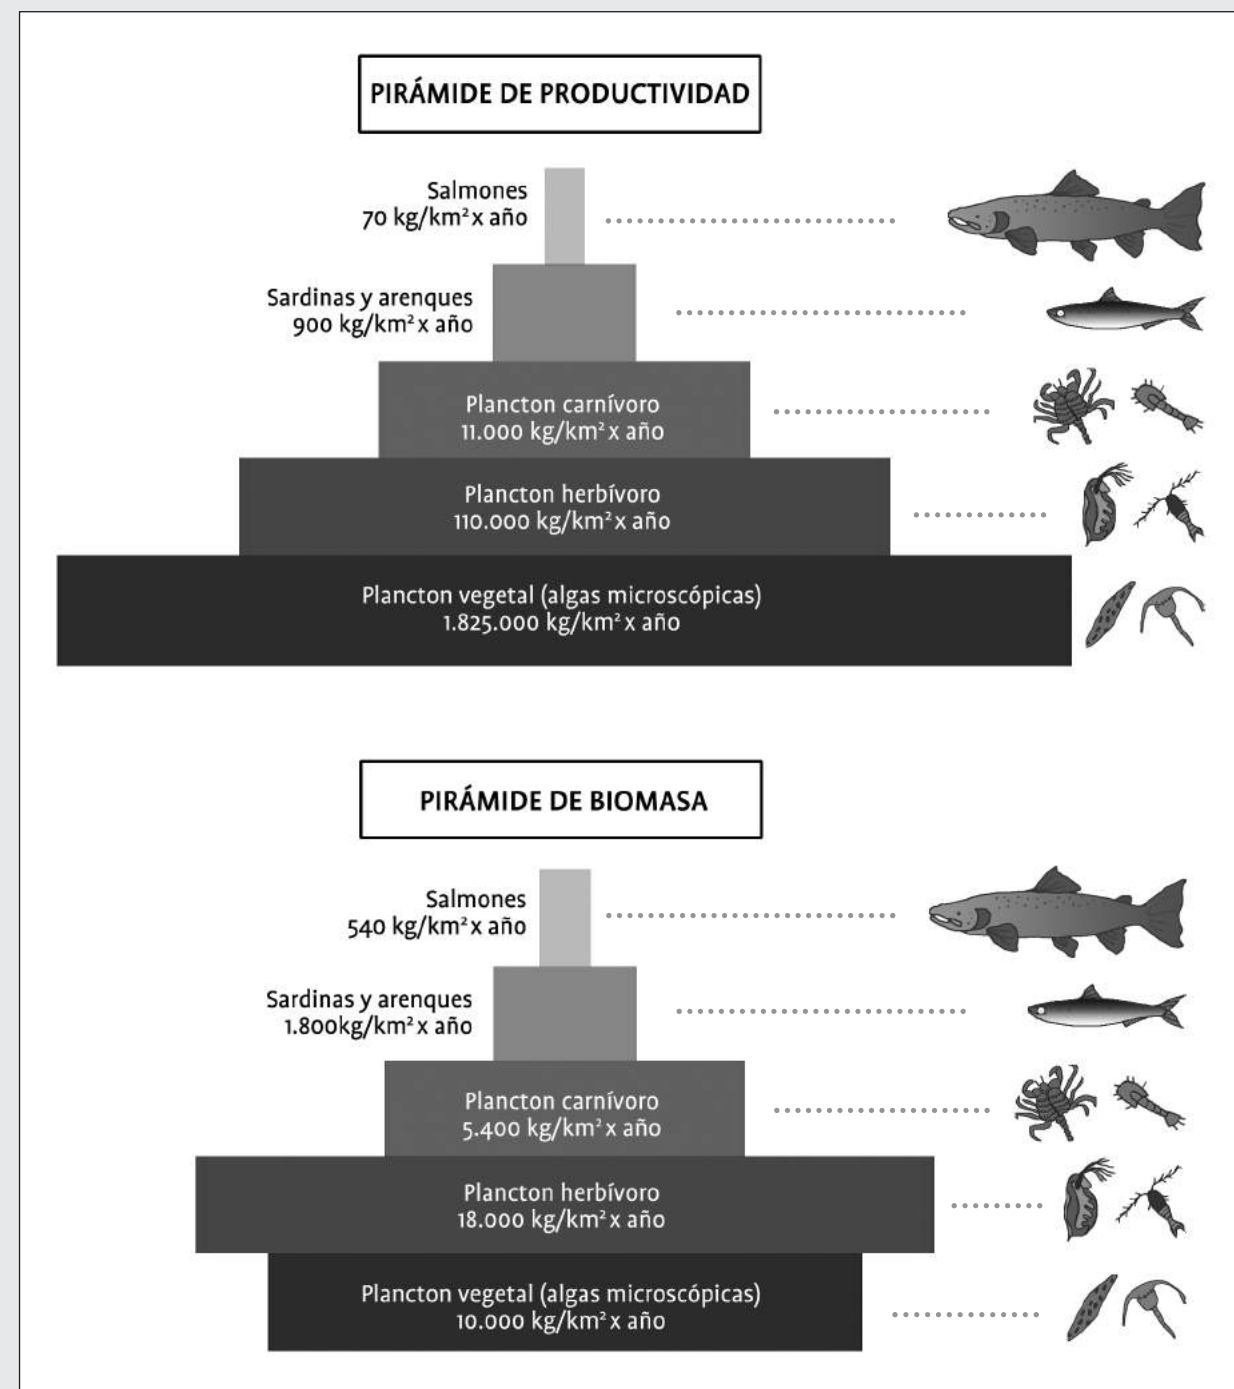 PIRÁMIDE DE PRODUCTIVIDAD
Salmones
70 kg/km² x año
Sardinas y arenques
900 kg/km² x año
Plancton carnívoro
11.000 kg/km² x año
Plancton herbívoro
110.000 kg/km² x año
Plancton vegetal (algas microscópicas)
1.825.000 kg/km² x año
PIRÁMIDE DE BIOMASA
Salmones
540 kg/km² x año
Sardinas y arenques
1.800kg/km² x año
Plancton carnívoro
5.400 kg/km² x año
Plancton herbívoro
18.000 kg/km² x año
Plancton vegetal (algas microscópicas)
10.000 kg/km² x año